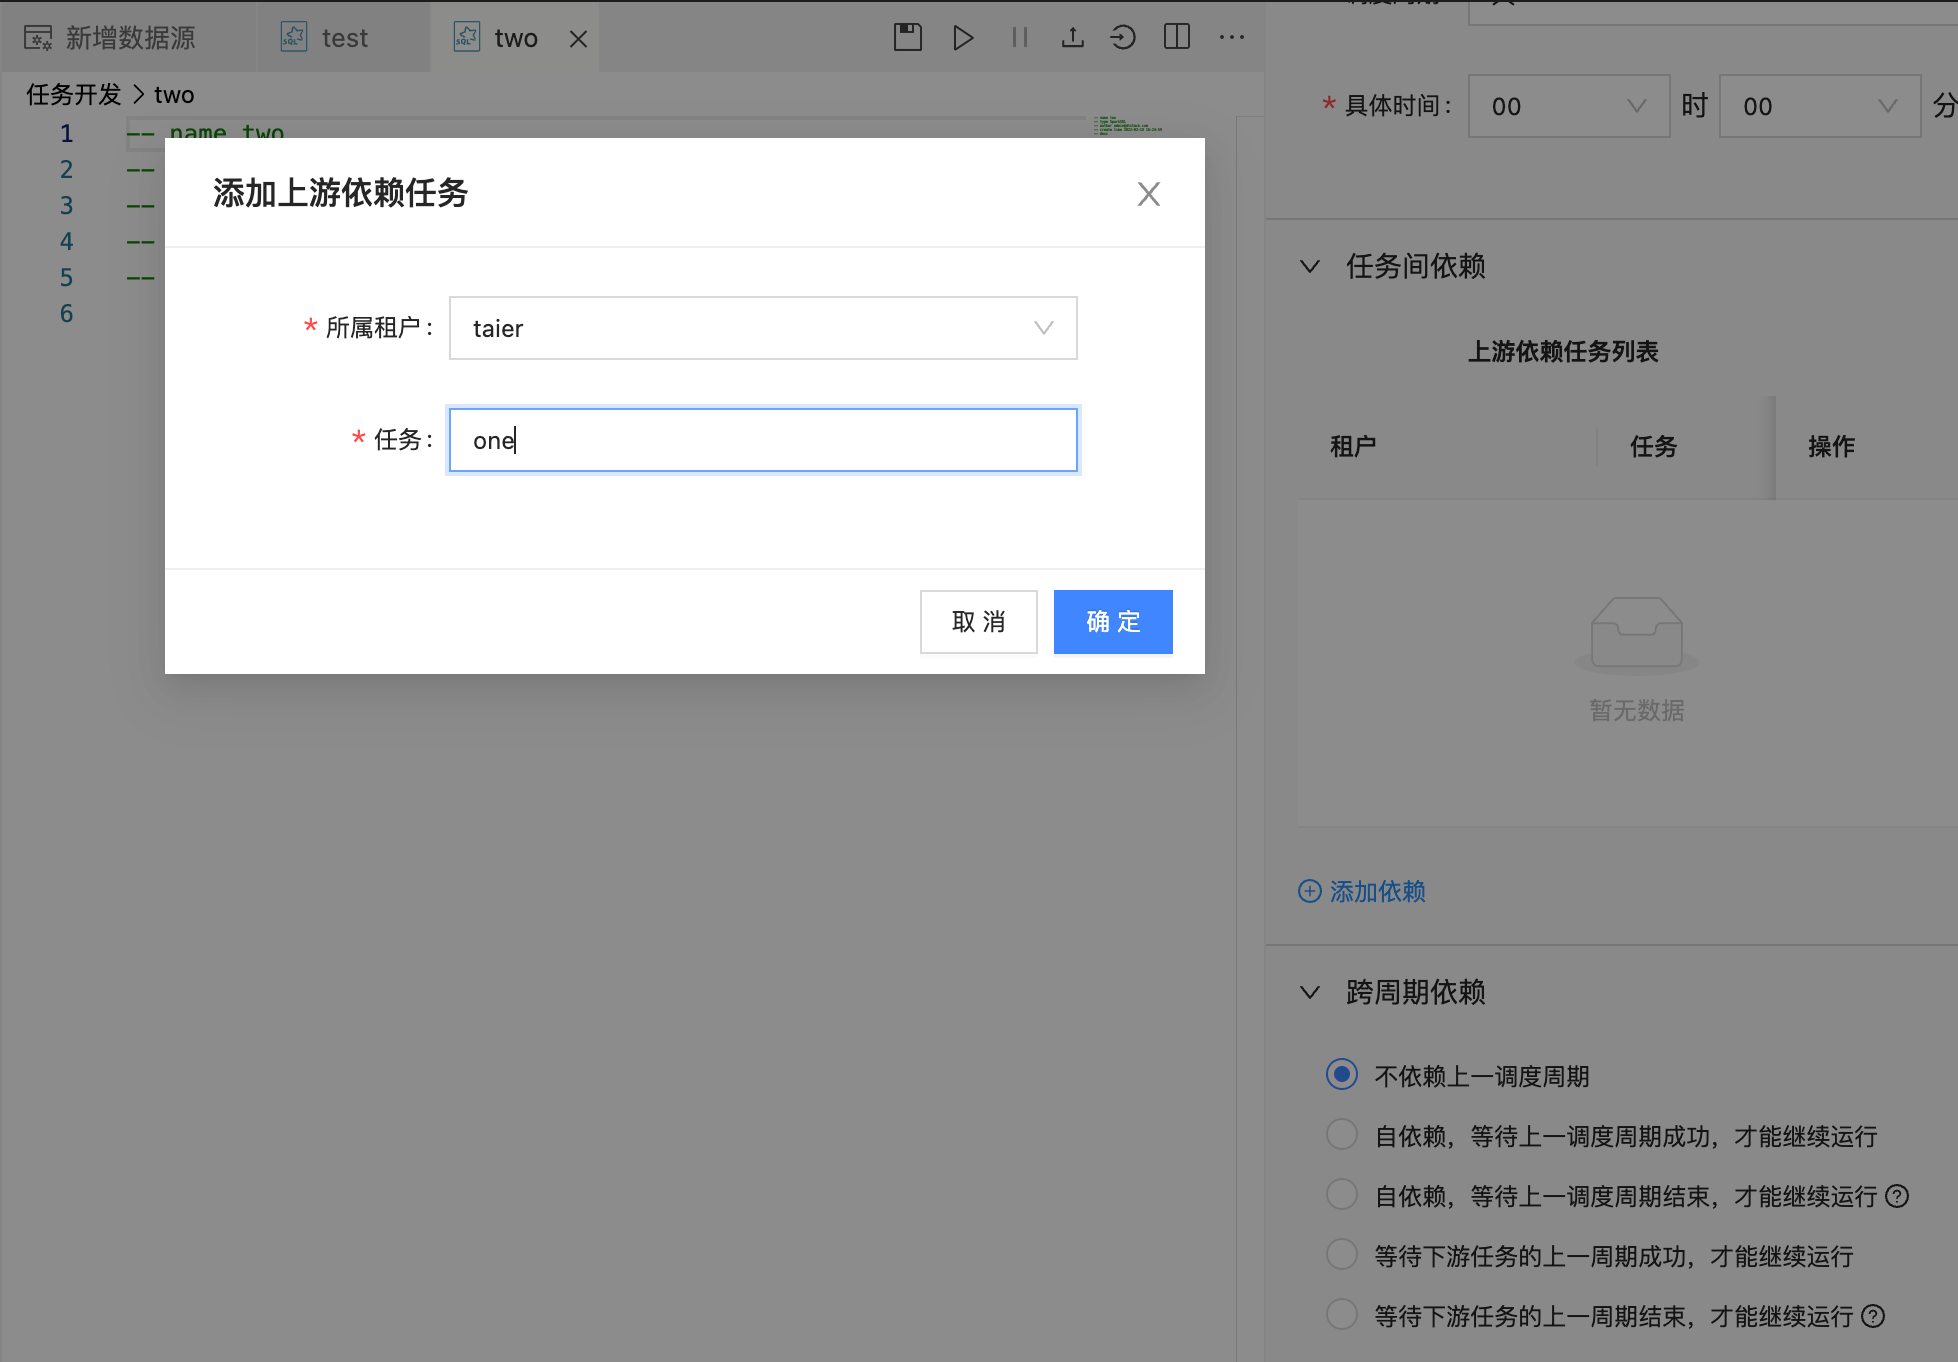 新增数据源
test
two
任务开发 > two
1 -- name two
2 --
3 --
4 --
5 --
6
添加上游依赖任务
* 所属租户: taier
* 任务: one
取 消
确 定
* 具体时间: 00 时 00 分
任务间依赖
上游依赖任务列表
租户 任务 操作
暂无数据
添加依赖
跨周期依赖
不依赖上一调度周期
自依赖，等待上一调度周期成功，才能继续运行
自依赖，等待上一调度周期结束，才能继续运行
等待下游任务的上一周期成功，才能继续运行
等待下游任务的上一周期结束，才能继续运行